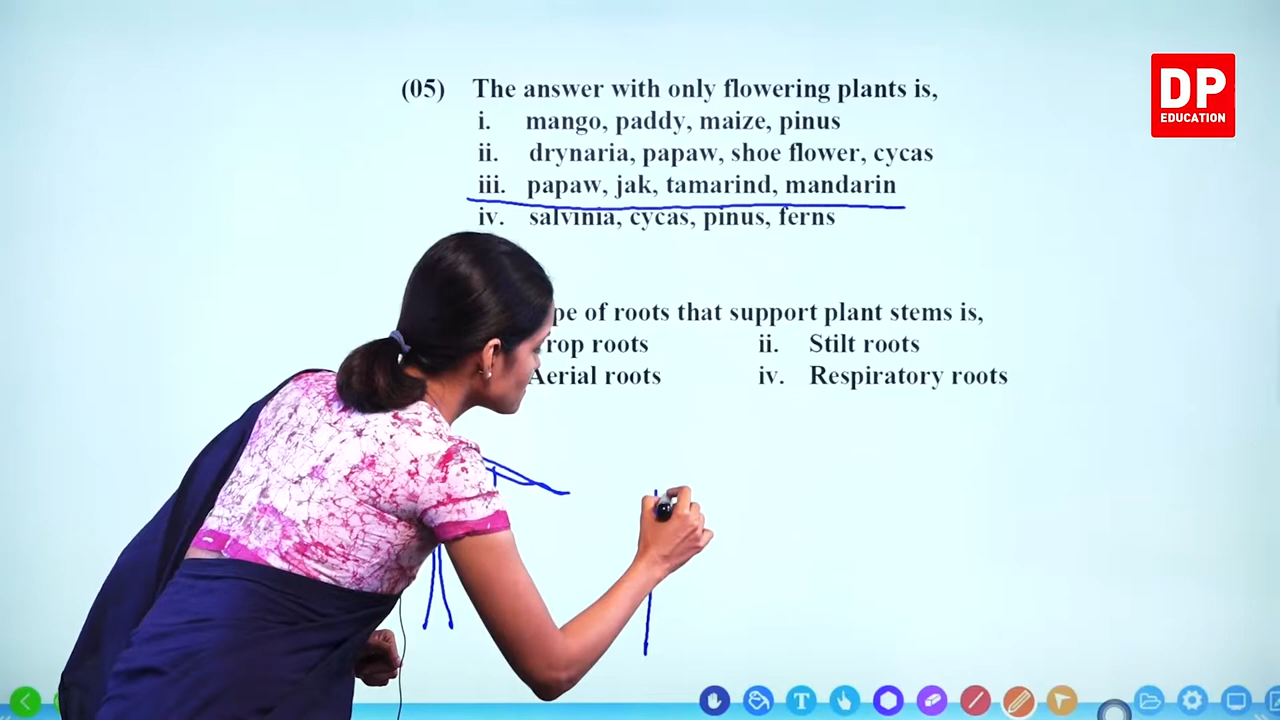 DP
EDUCATION
(05) The answer with only flowering plants is,
i. mango, paddy, maize, pinus
ii. drynaria, papaw, shoe flower, cycas
iii. papaw, jak, tamarind, mandarin
iv. salvinia, cycas, pinus, ferns
of roots that support plant stems is,
roots ii. Stilt roots
Aerial roots iv. Respiratory roots
T